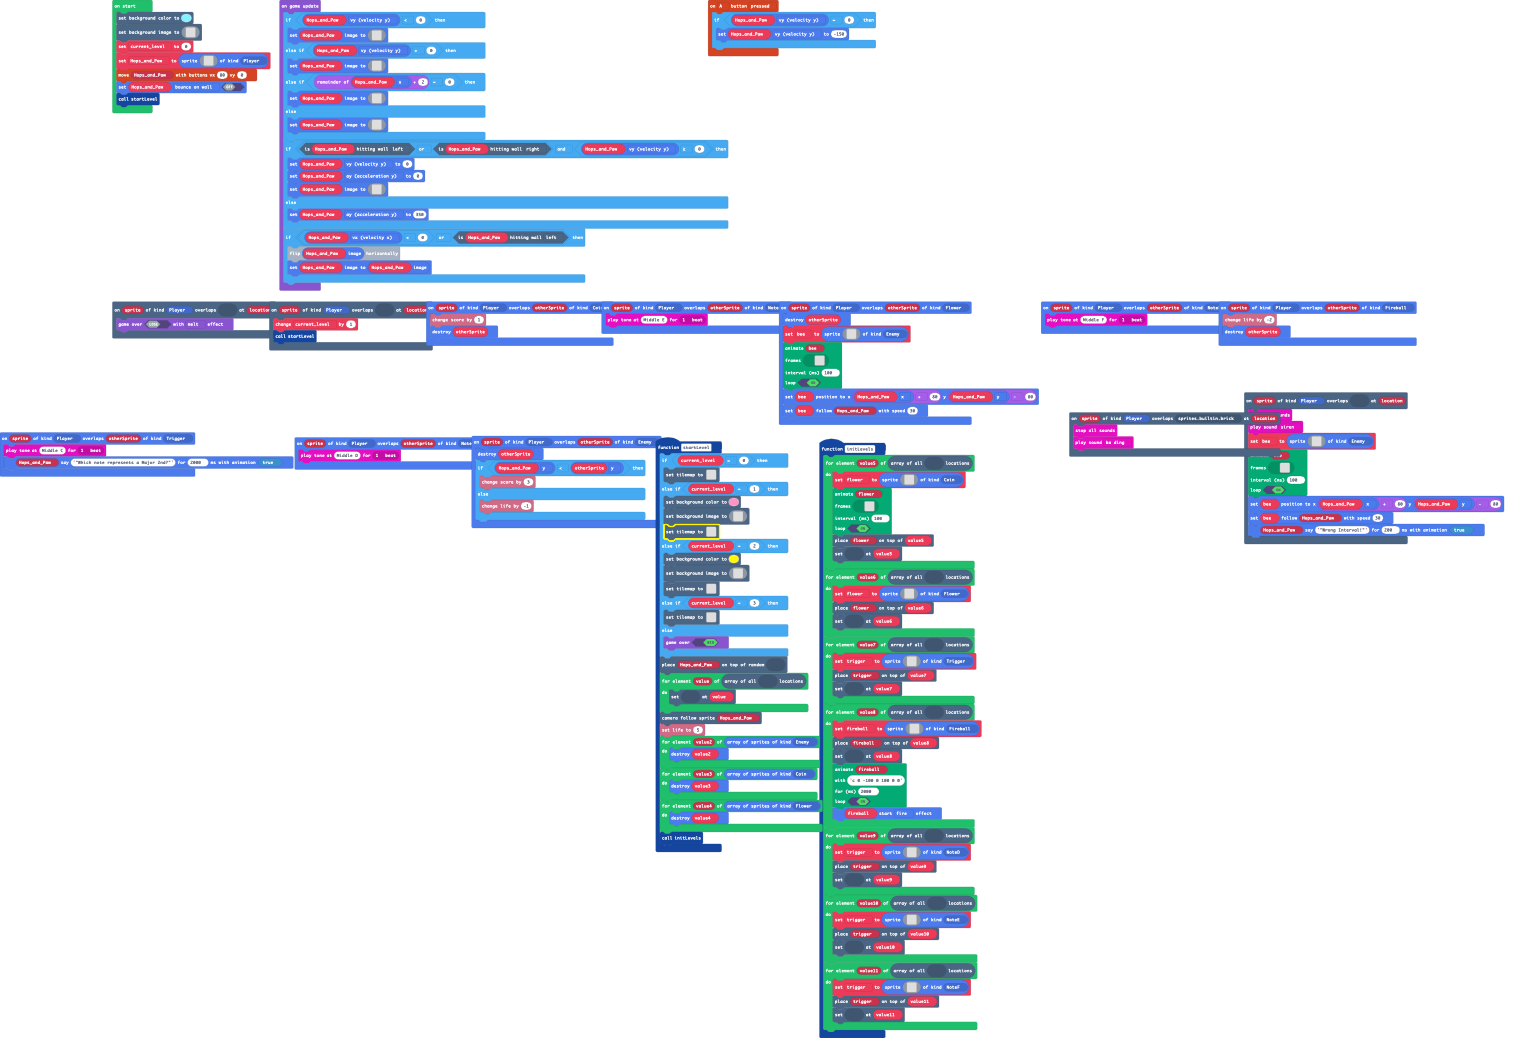 on start
set background color to
set background image to
set current_level to 0
set Hops_and_Paw to sprite of kind Player
move Hops_and_Paw with buttons vx 80 vy 0
set Hops_and_Paw bounce on wall OFF
call startLevel
on game update
if Hops_and_Paw vy (velocity y) < 0 then
set Hops_and_Paw image to
else if Hops_and_Paw vy (velocity y) > 0 then
set Hops_and_Paw image to
else if remainder of Hops_and_Paw x ÷ 2 = 0 then
set Hops_and_Paw image to
else
set Hops_and_Paw image to
if is Hops_and_Paw hitting wall left or is Hops_and_Paw hitting wall right and Hops_and_Paw vy (velocity y) ≥ 0 then
set Hops_and_Paw vy (velocity y) to 0
set Hops_and_Paw ay (acceleration y) to 0
set Hops_and_Paw image to
else
set Hops_and_Paw ay (acceleration y) to 350
if Hops_and_Paw vx (velocity x) < 0 or is Hops_and_Paw hitting wall left then
flip Hops_and_Paw image horizontally
set Hops_and_Paw image to Hops_and_Paw image
on A button pressed
if Hops_and_Paw vy (velocity y) = 0 then
set Hops_and_Paw vy (velocity y) to -150
on sprite of kind Player overlaps at locatio
game over LOSE with melt effect
on sprite of kind Player overlaps at locatio
change current_level by 1
call startLevel
on sprite of kind Player overlaps otherSprite of kind Coi
change score by 1
destroy otherSprite
on sprite of kind Player overlaps otherSprite of kind Note
play tone at Middle E for 1 beat
on sprite of kind Player overlaps otherSprite of kind Flower
destroy otherSprite
set bee to sprite of kind Enemy
animate bee
frames
interval (ms) 100
loop ON
set bee position to x Hops_and_Paw x + 80 y Hops_and_Paw y - 80
set bee follow Hops_and_Paw with speed 30
on sprite of kind Player overlaps otherSprite of kind Note
play tone at Middle F for 1 beat
on sprite of kind Player overlaps otherSprite of kind Fireball
change life by -2
destroy otherSprite
on sprite of kind Player overlaps sprites.builtin.brick at location
stop all sounds
play sound ba ding
on sprite of kind Player overlaps at location
play sound siren
set bee to sprite of kind Enemy
frames
interval (ms) 100
loop ON
set bee position to x Hops_and_Paw x + 80 y Hops_and_Paw y - 80
set bee follow Hops_and_Paw with speed 30
Hops_and_Paw say "Wrong Interval!" for 200 ms with animation true
on sprite of kind Player overlaps otherSprite of kind Trigger
play tone at Middle C for 1 beat
Hops_and_Paw say "Which note represents a Major 2nd?" for 2000 ms with animation true
on sprite of kind Player overlaps otherSprite of kind Note
play tone at Middle D for 1 beat
on sprite of kind Player overlaps otherSprite of kind Enemy
destroy otherSprite
if Hops_and_Paw y < otherSprite y then
change score by 3
else
change life by -1
function startLevel
if current_level = 0 then
set tilemap to
else if current_level = 1 then
set background color to
set background image to
set tilemap to
else if current_level = 2 then
set background color to
set background image to
set tilemap to
else if current_level = 3 then
set tilemap to
else
game over WIN
place Hops_and_Paw on top of random
for element value of array of all locations
do
set at value
camera follow sprite Hops_and_Paw
set life to 5
for element value2 of array of sprites of kind Enemy
do
destroy value2
for element value3 of array of sprites of kind Coin
do
destroy value3
for element value4 of array of sprites of kind Flower
do
destroy value4
call initLevels
function initLevels
for element value5 of array of all locations
do
set flower to sprite of kind Coin
animate flower
frames
interval (ms) 100
loop ON
place flower on top of value5
set at value5
for element value6 of array of all locations
do
set flower to sprite of kind Flower
place flower on top of value6
set at value6
for element value7 of array of all locations
do
set trigger to sprite of kind Trigger
place trigger on top of value7
set at value7
for element value8 of array of all locations
do
set fireball to sprite of kind Fireball
place fireball on top of value8
set at value8
animate fireball
with "c 0 -100 0 100 0 0"
for (ms) 2000
loop ON
fireball start fire effect
for element value9 of array of all locations
do
set trigger to sprite of kind NoteD
place trigger on top of value9
set at value9
for element value10 of array of all locations
do
set trigger to sprite of kind NoteE
place trigger on top of value10
set at value10
for element value11 of array of all locations
do
set trigger to sprite of kind NoteF
place trigger on top of value11
set at value11